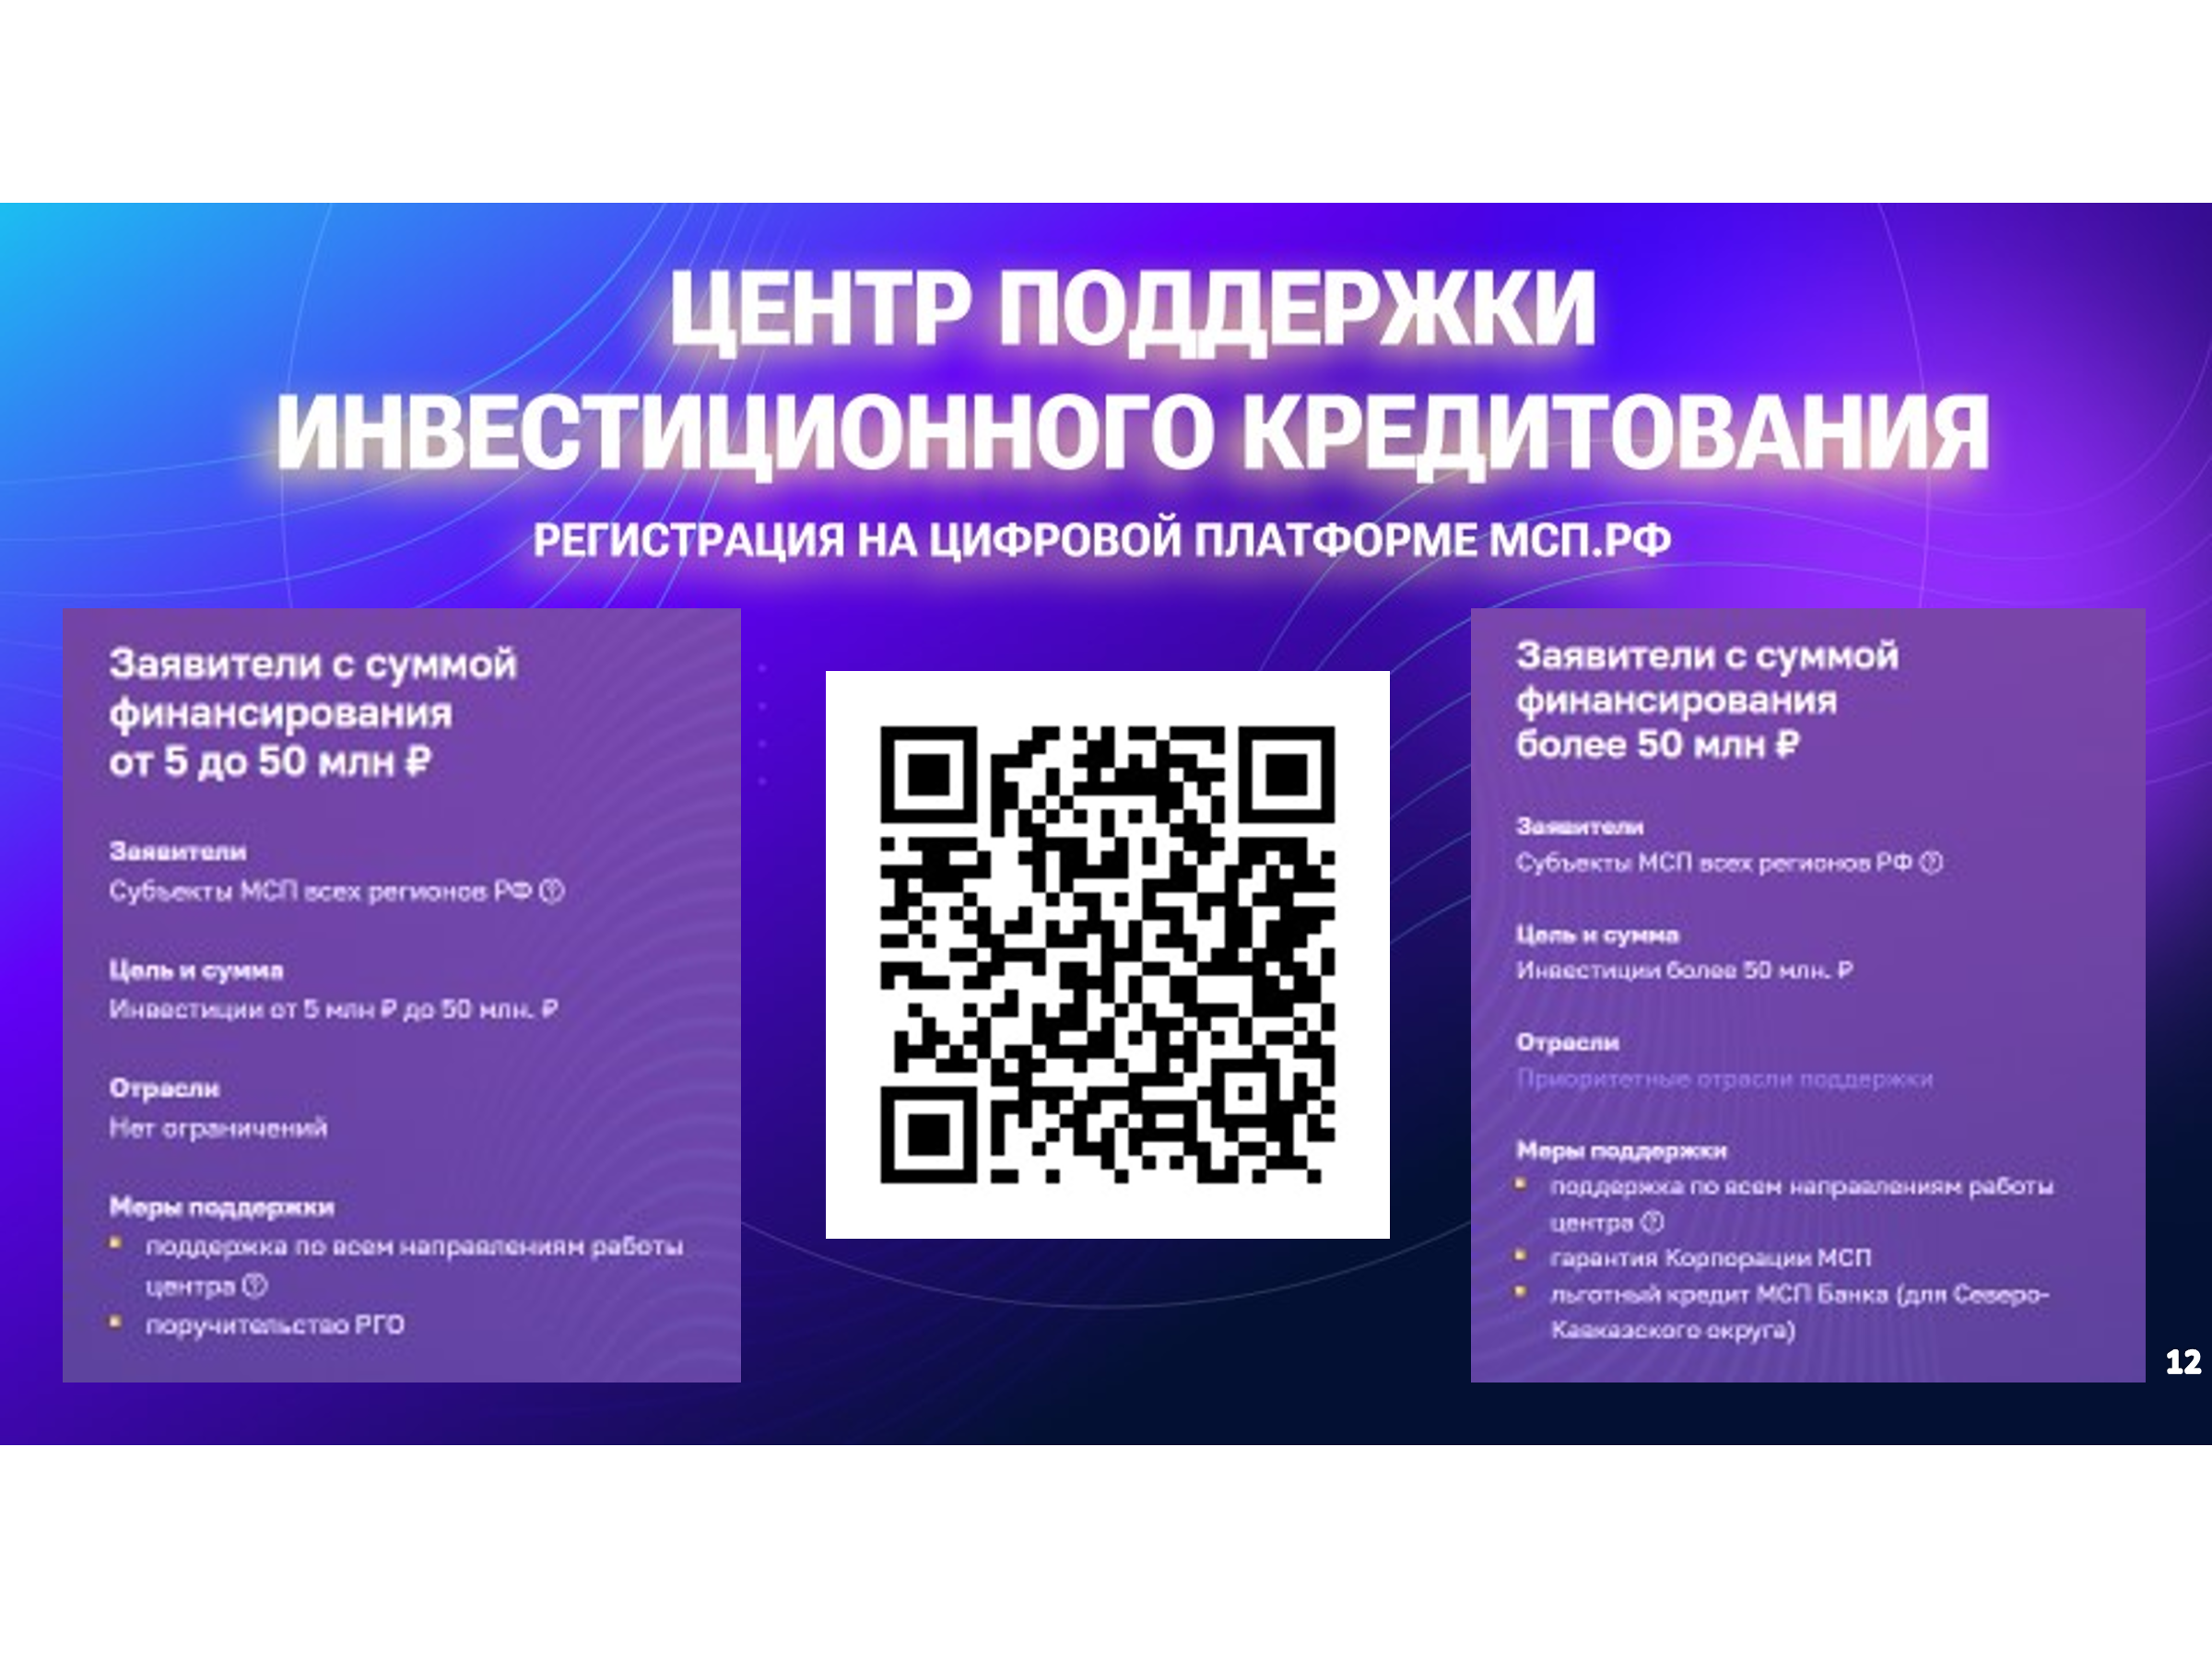 ЦЕНТР ПОДДЕРЖКИ
ИНВЕСТИЦИОННОГО КРЕДИТОВАНИЯ
РЕГИСТРАЦИЯ НА ЦИФРОВОЙ ПЛАТФОРМЕ МСП.РФ
Заявители с суммой
финансирования
от 5 до 50 млн ₽
Заявители
Субъекты МСП всех регионов РФ
Цель и сумма
Инвестиции от 5 млн ₽ до 50 млн. ₽
Отрасли
Нет ограничений
Меры поддержки
поддержка по всем направлениям работы
центра
поручительство РГО
Заявители с суммой
финансирования
более 50 млн ₽
Заявители
Субъекты МСП всех регионов РФ
Цель и сумма
Инвестиции более 50 млн. ₽
Отрасли
Приоритетные отрасли поддержки
Меры поддержки
поддержка по всем направлениям работы
центра
гарантия Корпорации МСП
льготный кредит МСП Банка (для Северо-
Кавказского округа)
12